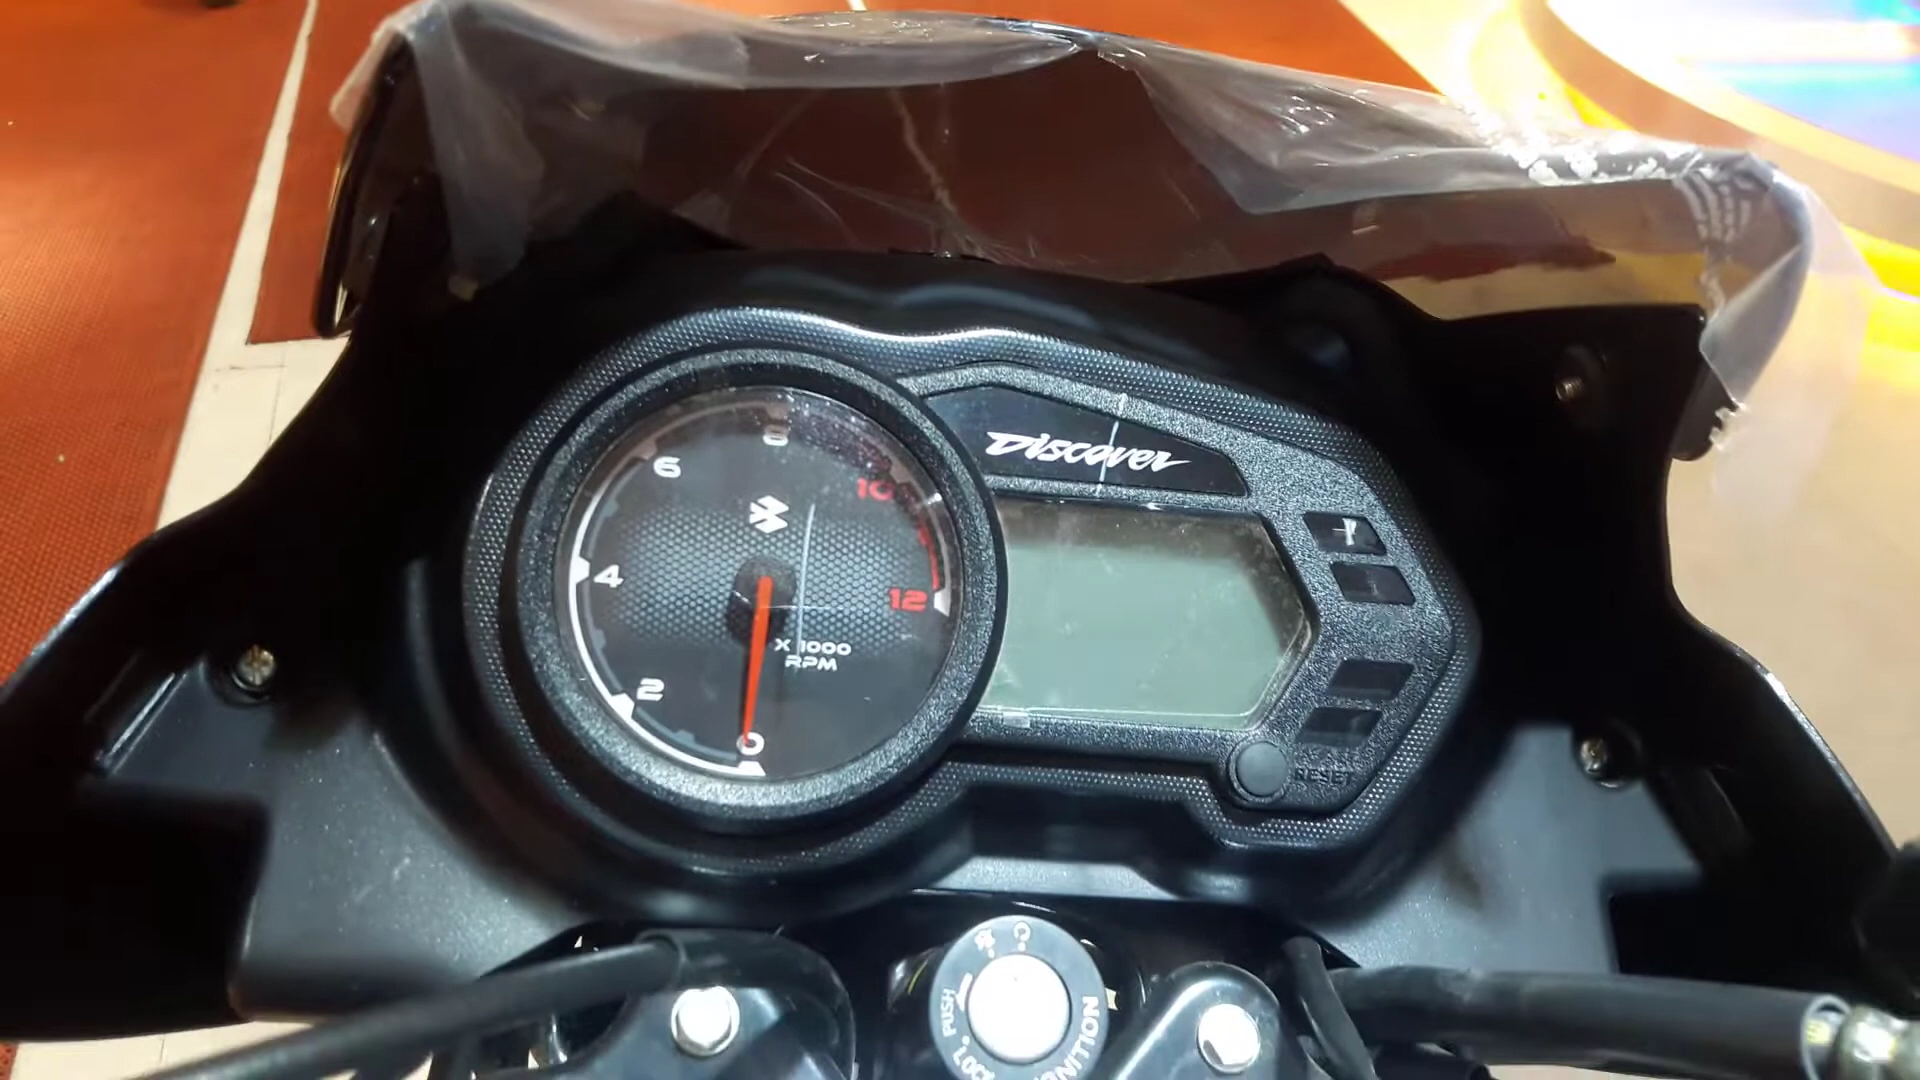 Discover
8
6
10
4
12
X 1000
RPM
2
0
RESET
PUSH
LOCK
IGNITION